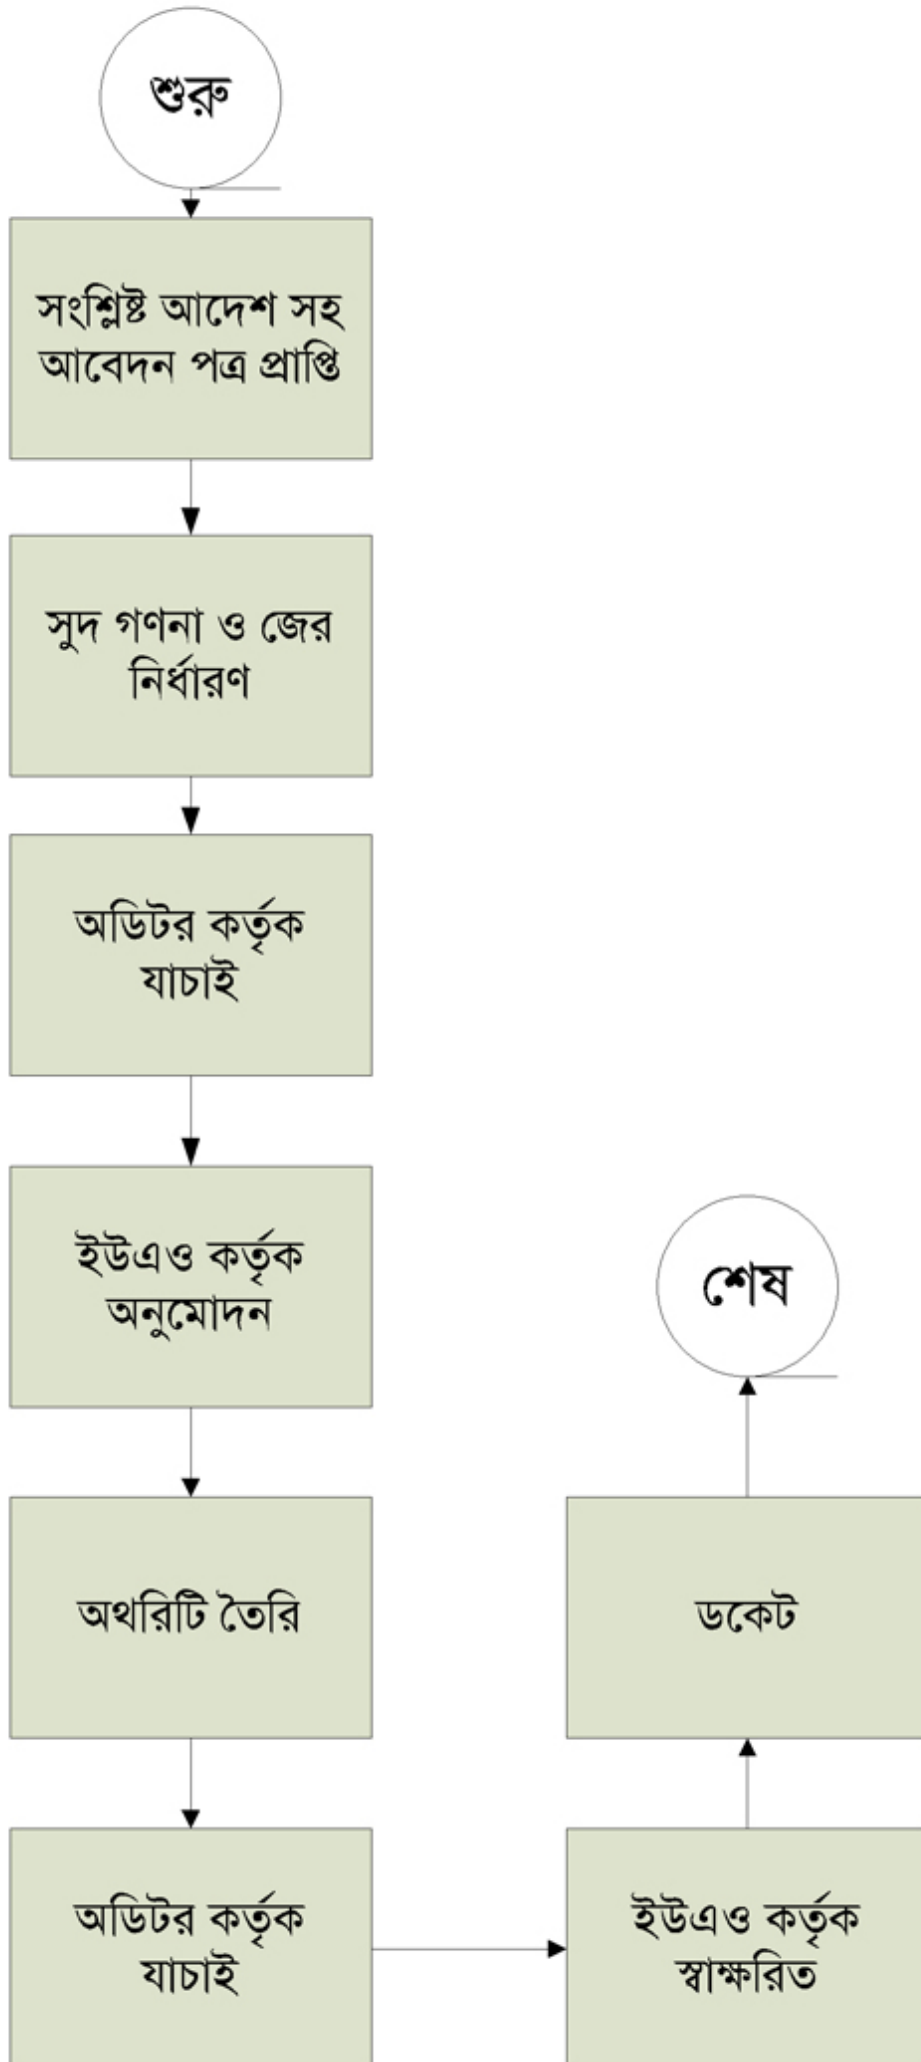 শুরু
সংশ্লিষ্ট আদেশ সহ
আবেদন পত্র প্রাপ্তি
সুদ গণনা ও জের
নির্ধারণ
অডিটর কর্তৃক
যাচাই
ইউএও কর্তৃক
অনুমোদন
অথরিটি তৈরি
অডিটর কর্তৃক
যাচাই
ইউএও কর্তৃক
স্বাক্ষরিত
ডকেট
শেষ